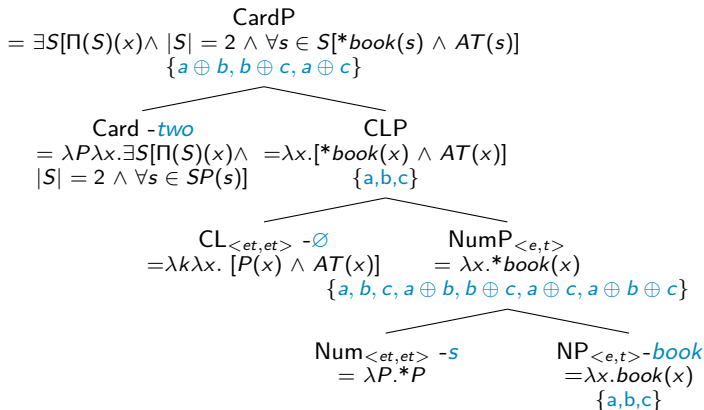 CardP
= ∃S[Π(S)(x)∧ |S| = 2 ∧ ∀s ∈ S[*book(s) ∧ AT(s)]
{a ⊕ b, b ⊕ c, a ⊕ c}
Card -two CLP
= λPλx.∃S[Π(S)(x)∧ =λx.[*book(x) ∧ AT(x)]
|S| = 2 ∧ ∀s ∈ SP(s)] {a,b,c}
CL<et,et> -∅ NumP<e,t>
=λkλx. [P(x) ∧ AT(x)] = λx.*book(x)
{a, b, c, a ⊕ b, b ⊕ c, a ⊕ c, a ⊕ b ⊕ c}
Num<et,et> -s NP<e,t>-book
= λP.*P =λx.book(x)
{a,b,c}